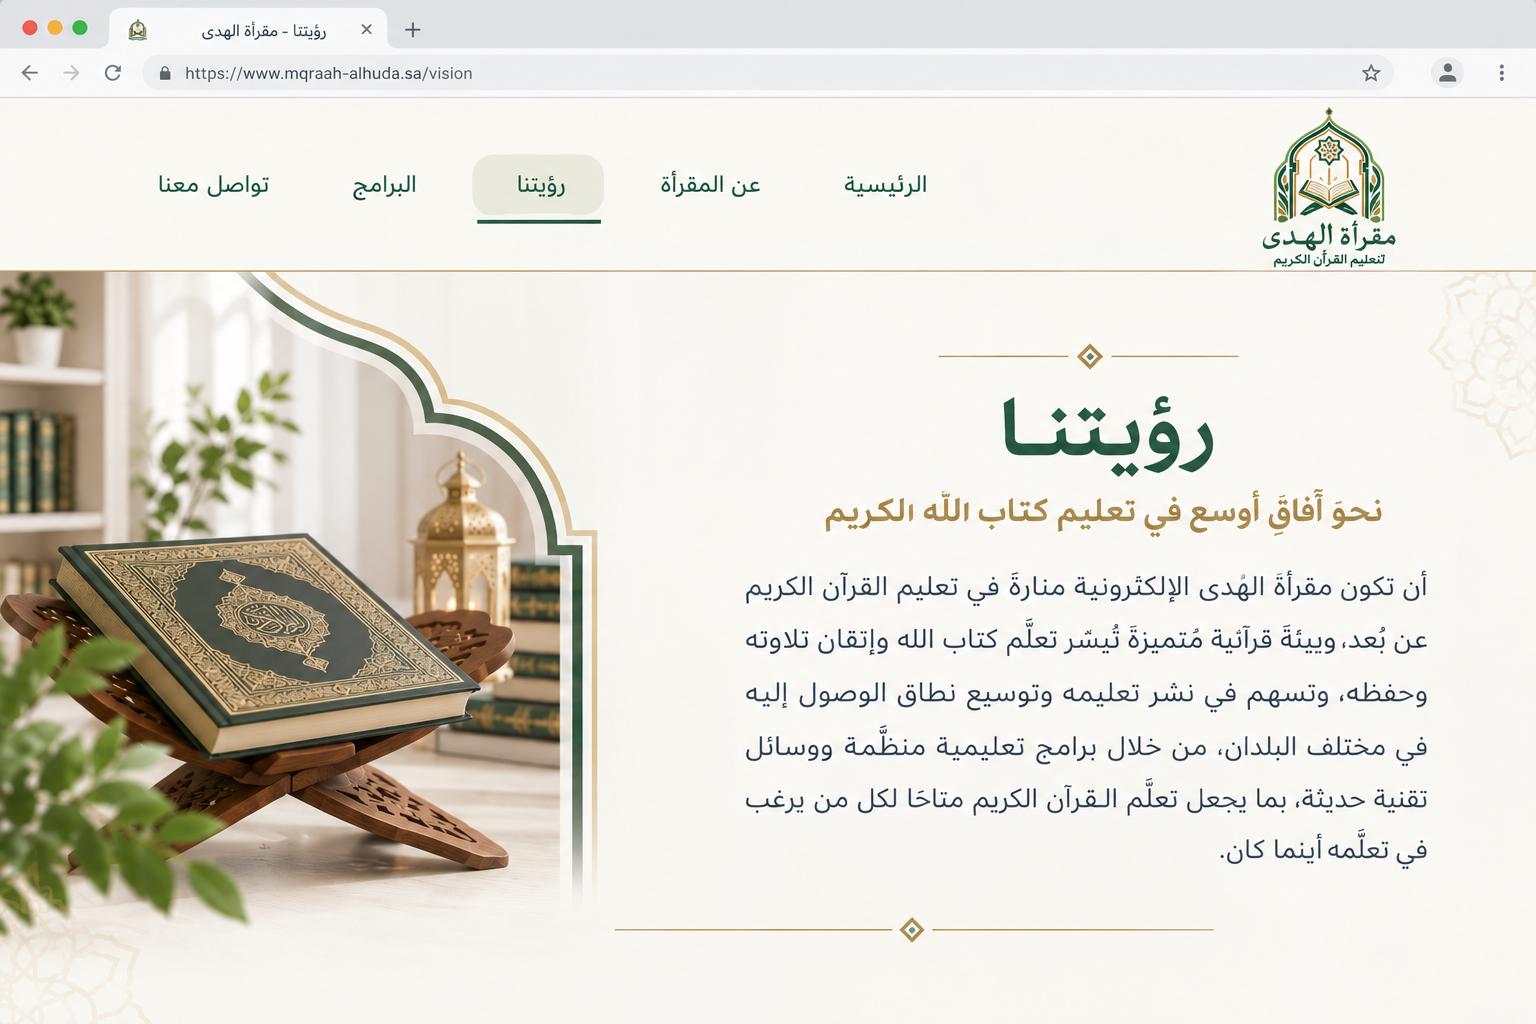 رؤيتنا - مقرأة الهدى
https://www.mqraah-alhuda.sa/vision
الرئيسية
عن المقرأة
رؤيتنا
البرامج
تواصل معنا
مقرأة الهدى
لتعليم القرآن الكريم
رؤيتنا
نحوَ آفاقٍ أوسع في تعليم كتاب الله الكريم
أن تكون مقرأةَ الهُدى الإلكترونية منارةً في تعليم القرآن الكريم
عن بُعد، وبيئةً قرآنية مُتميزةً تُيسّر تعلَّم كتاب الله وإتقان تلاوته
وحفظه، وتسهم في نشر تعليمه وتوسيع نطاق الوصول إليه
في مختلف البلدان، من خلال برامج تعليمية منظَّمة ووسائل
تقنية حديثة، بما يجعل تعلَّم القرآن الكريم متاحًا لكل من يرغب
في تعلَّمه أينما كان.